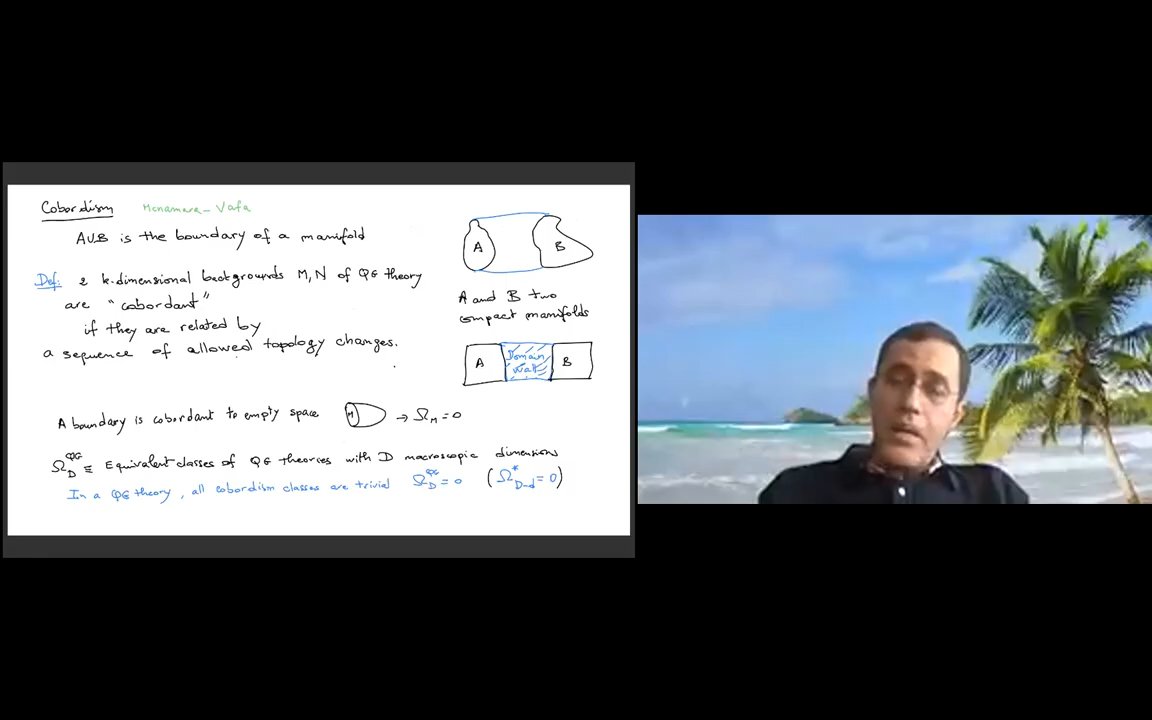 Cobordism Mcnamara-Vafa
A∪B is the boundary of a manifold
A B
Def: 2 k-dimensional backgrounds M, N of QG theory
are "cobordant"
if they are related by
a sequence of allowed topology changes.
A and B two
compact manifolds
A Domain Wall B
A boundary is cobordant to empty space M → Ω_M = 0
Ω_D^QG ≡ Equivalent classes of QG theories with D macroscopic dimensions
In a QG theory, all cobordism classes are trivial Ω_D^QG = 0 (Ω*_D-d = 0)